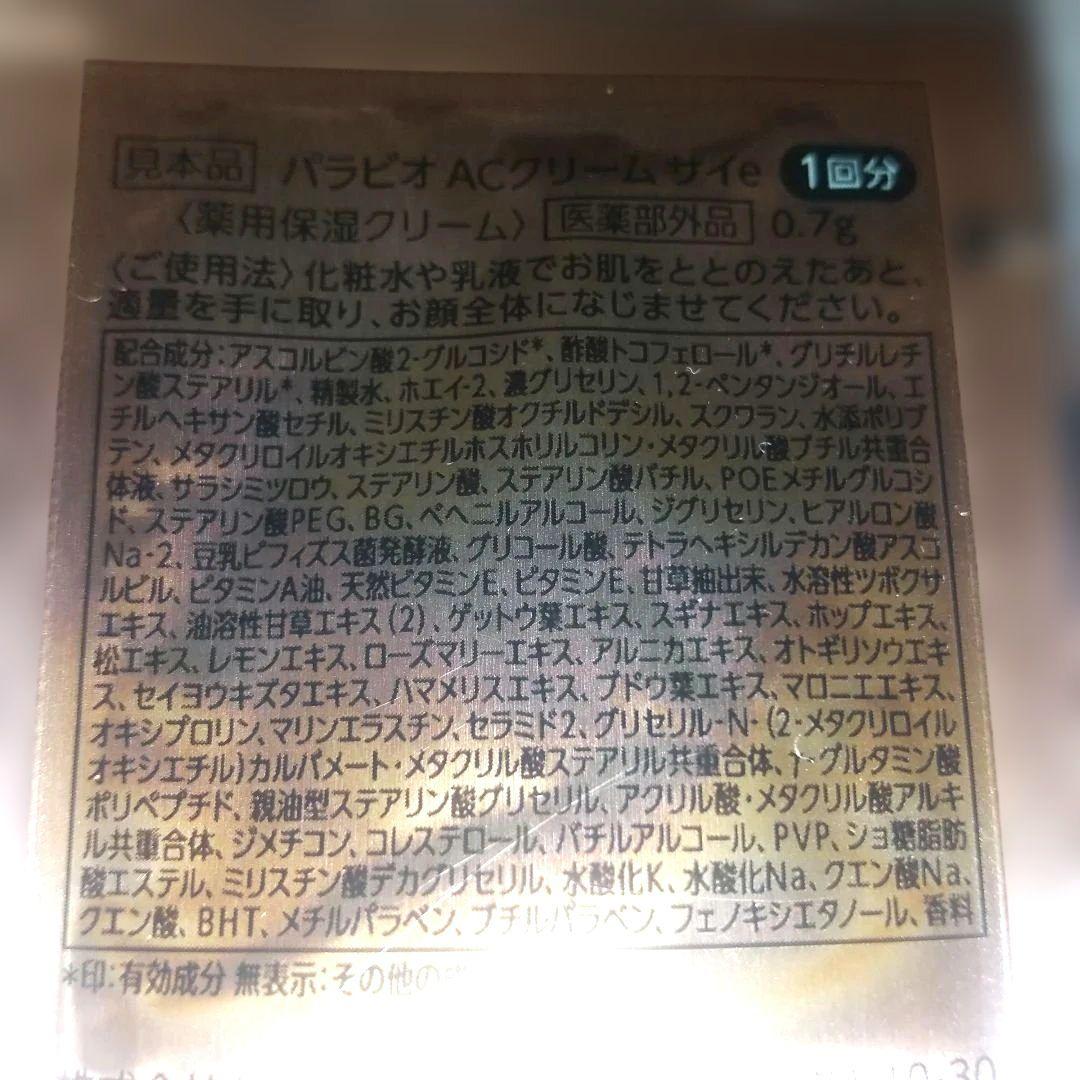 見本品 パラビオ ACクリーム サイe 1回分
〈薬用保湿クリーム〉 医薬部外品 0.7g
〈ご使用法〉化粧水や乳液でお肌をととのえたあと、
適量を手に取り、お顔全体になじませてください。
配合成分:アスコルビン酸2-グルコシド*、酢酸トコフェロール*、グリチルレチ
ン酸ステアリル*、精製水、ホエイ-2、濃グリセリン、1,2-ペンタンジオール、エ
チルヘキサン酸セチル、ミリスチン酸オクチルドデシル、スクワラン、水添ポリブ
テン、メタクリロイルオキシエチルホスホリルコリン・メタクリル酸ブチル共重合
体液、サラシミツロウ、ステアリン酸、ステアリン酸バチル、POEメチルグルコシ
ド、ステアリン酸PEG、BG、ベヘニルアルコール、ジグリセリン、ヒアルロン酸
Na-2、豆乳ビフィズス菌発酵液、グリコール酸、テトラヘキシルデカン酸アスコ
ルビル、ビタミンA油、天然ビタミンE、ビタミンE、甘草抽出末、水溶性ツボクサ
エキス、油溶性甘草エキス(2)、ゲットウ葉エキス、スギナエキス、ホップエキス、
松エキス、レモンエキス、ローズマリーエキス、アルニカエキス、オトギリソウエキ
ス、セイヨウキズタエキス、ハマメリスエキス、ブドウ葉エキス、マロニエエキス、
オキシプロリン、マリンエラスチン、セラミド2、グリセリル-N-(2-メタクリロイル
オキシエチル)カルバメート・メタクリル酸ステアリル共重合体、γ-グルタミン酸
ポリペプチド、親油型ステアリン酸グリセリル、アクリル酸・メタクリル酸アルキ
ル共重合体、ジメチコン、コレステロール、バチルアルコール、PVP、ショ糖脂肪
酸エステル、ミリスチン酸デカグリセリル、水酸化K、水酸化Na、クエン酸Na、
クエン酸、BHT、メチルパラベン、ブチルパラベン、フェノキシエタノール、香料
*印:有効成分 無表示:その他の